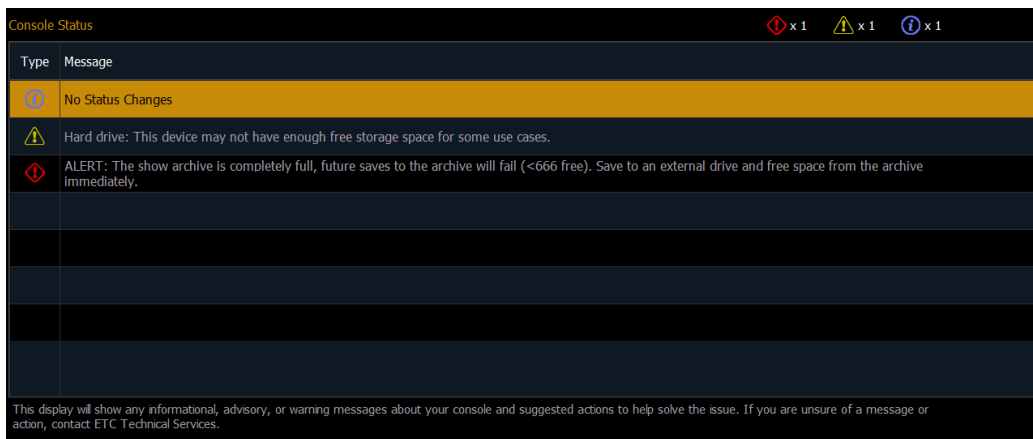 Console Status x 1 x 1 x 1
Type Message
No Status Changes
Hard drive: This device may not have enough free storage space for some use cases.
ALERT: The show archive is completely full, future saves to the archive will fail (<666 free). Save to an external drive and free space from the archive
immediately.
This display will show any informational, advisory, or warning messages about your console and suggested actions to help solve the issue. If you are unsure of a message or
action, contact ETC Technical Services.